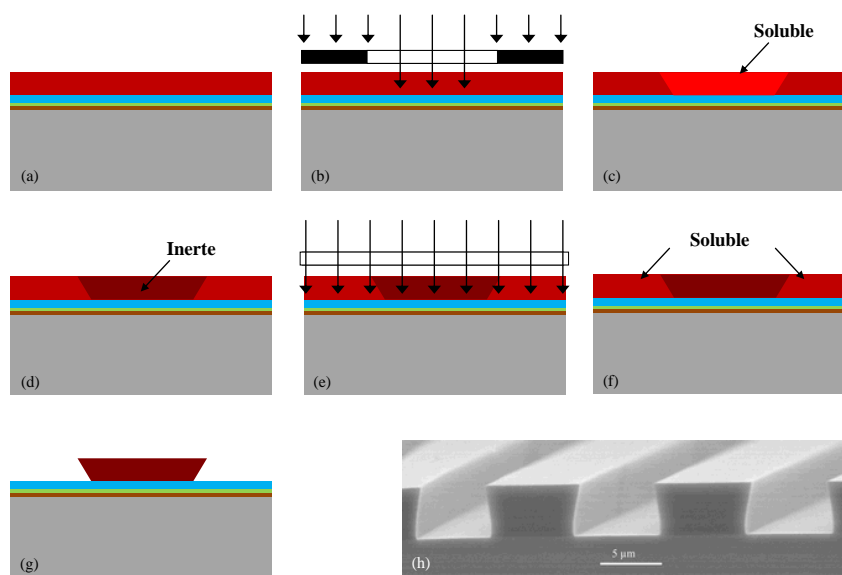 Soluble
(a)
(b)
(c)
Inerte
Soluble
(d)
(e)
(f)
(g)
5 µm
(h)